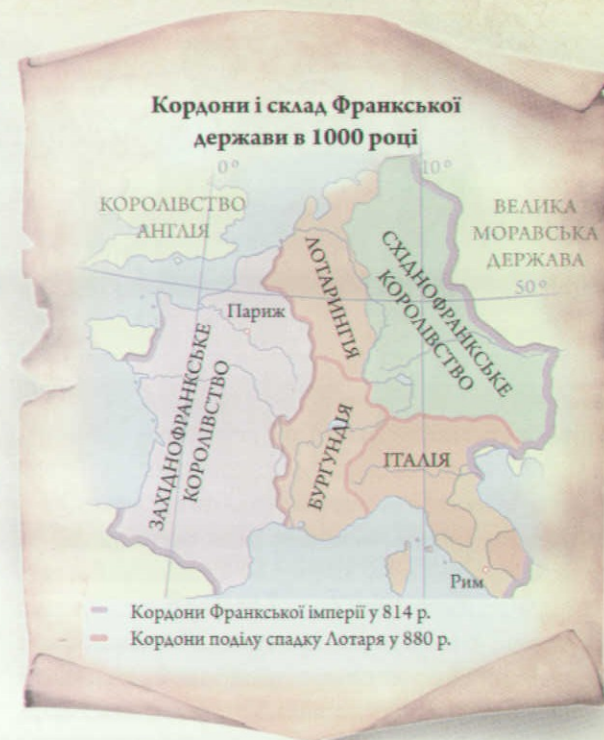 Кордони і склад Франкської
держави в 1000 році
0°
10°
КОРОЛІВСТВО
АНГЛІЯ
ВЕЛИКА
МОРАВСЬКА
ДЕРЖАВА
50°
ЛОТАРИНГІЯ
СХІДНОФРАНКСЬКЕ
КОРОЛІВСТВО
Париж
ЗАХІДНОФРАНКСЬКЕ
КОРОЛІВСТВО
БУРГУНДІЯ
ІТАЛІЯ
Рим
Кордони Франкської імперії у 814 р.
Кордони поділу спадку Лотаря у 880 р.